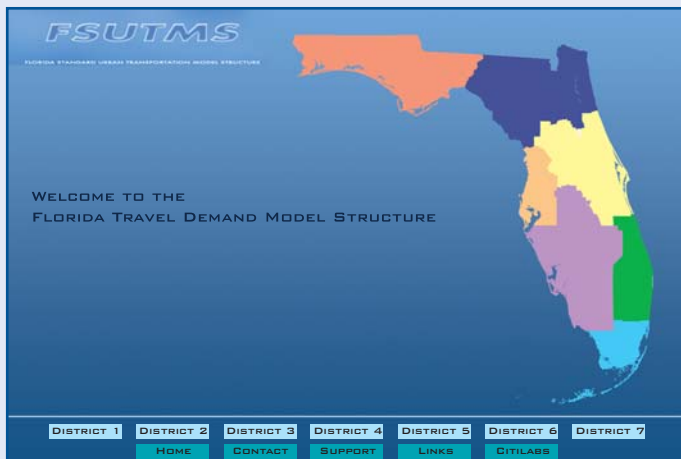 FSUTMS
FLORIDA STANDARD URBAN TRANSPORTATION MODEL STRUCTURE
WELCOME TO THE
FLORIDA TRAVEL DEMAND MODEL STRUCTURE
DISTRICT 1 DISTRICT 2 DISTRICT 3 DISTRICT 4 DISTRICT 5 DISTRICT 6 DISTRICT 7
HOME CONTACT SUPPORT LINKS CITILABS